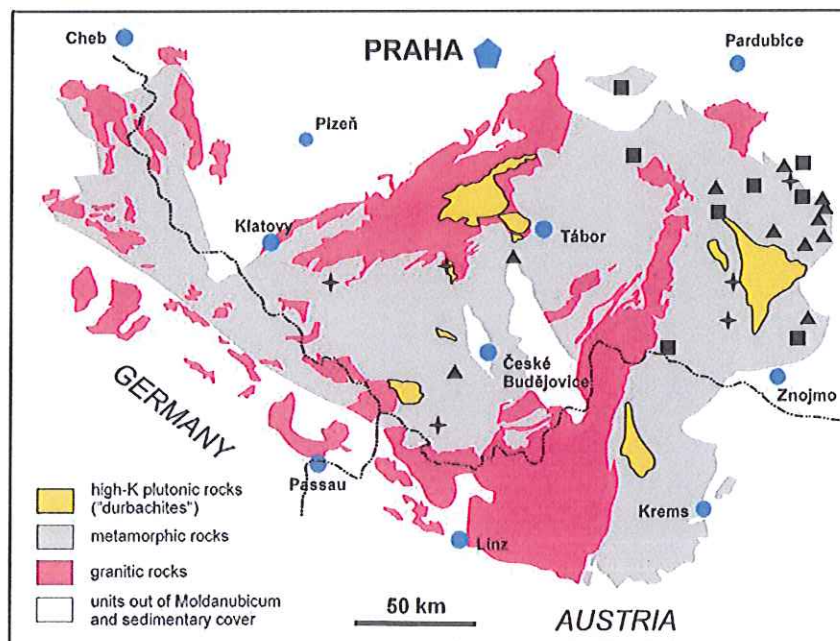 Cheb
PRAHA
Pardubice
Plzeň
Klatovy
Tábor
České
Budějovice
Znojmo
GERMANY
Passau
Krems
Linz
high-K plutonic rocks
("durbachites")
metamorphic rocks
granitic rocks
units out of Moldanubicum
and sedimentary cover
50 km
AUSTRIA